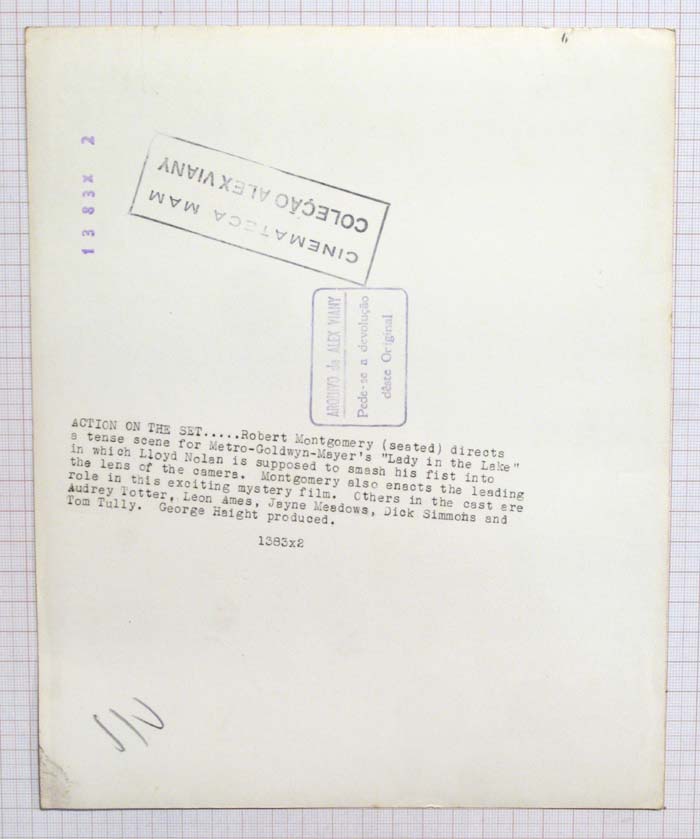 1383X 2
CINEMATECA MAM
COLEÇÃO ALEX VIANY
ARQUIVO de ALEX VIANY
Pede-se a devolução
dêste Original
ACTION ON THE SET.....Robert Montgomery (seated) directs
a tense scene for Metro-Goldwyn-Mayer's "Lady in the Lake"
in which Lloyd Nolan is supposed to smash his fist into
the lens of the camera. Montgomery also enacts the leading
role in this exciting mystery film. Others in the cast are
Audrey Totter, Leon Ames, Jayne Meadows, Dick Simmons and
Tom Tully. George Haight produced.
1383x2